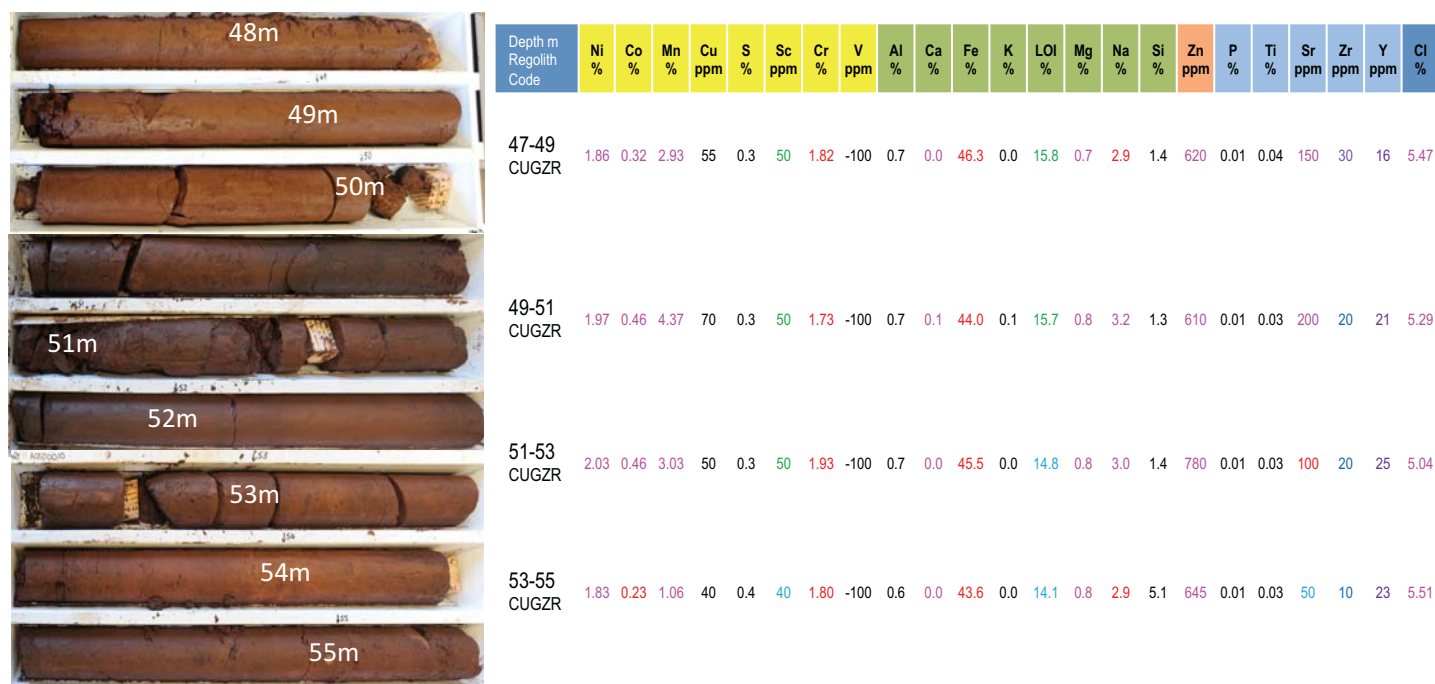 48m
49
49m
50
50m
51m
52
52m
53
53m
54
54m
55
55m
Depth m Regolith Code Ni % Co % Mn % Cu ppm S % Sc ppm Cr % V ppm Al % Ca % Fe % K % LOI % Mg % Na % Si % Zn ppm P % Ti % Sr ppm Zr ppm Y ppm Cl %
47-49 CUGZR 1.86 0.32 2.93 55 0.3 50 1.82 -100 0.7 0.0 46.3 0.0 15.8 0.7 2.9 1.4 620 0.01 0.04 150 30 16 5.47
49-51 CUGZR 1.97 0.46 4.37 70 0.3 50 1.73 -100 0.7 0.1 44.0 0.1 15.7 0.8 3.2 1.3 610 0.01 0.03 200 20 21 5.29
51-53 CUGZR 2.03 0.46 3.03 50 0.3 50 1.93 -100 0.7 0.0 45.5 0.0 14.8 0.8 3.0 1.4 780 0.01 0.03 100 20 25 5.04
53-55 CUGZR 1.83 0.23 1.06 40 0.4 40 1.80 -100 0.6 0.0 43.6 0.0 14.1 0.8 2.9 5.1 645 0.01 0.03 50 10 23 5.51